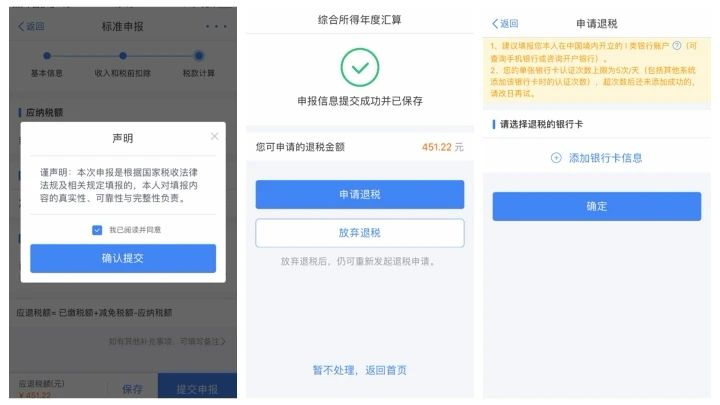 返回
标准申报
基本信息
收入和税前扣除
税款计算
应纳税额
声明
谨声明：本次申报是根据国家税收法律
法规及相关规定填报的，本人对填报内
容的真实性、可靠性与完整性负责。
我已阅读并同意
确认提交
应退税额=已缴税额+减免税额-应纳税额
如有其他补充事项，可填写备注
应退税额(元)
¥451.22
保存
提交申报
综合所得年度汇算
申报信息提交成功并已保存
您可申请的退税金额
451.22 元
申请退税
放弃退税
放弃退税后，仍可重新发起退税申请。
暂不处理，返回首页
返回
申请退税
1、建议填报您本人在中国境内开立的 I 类银行账户 ?（可
查询手机银行或咨询开户银行）。
2、您的单张银行卡认证次数上限为5次/天（包括其他系统
添加该银行卡时的认证次数），超次数后还未添加成功的，
请改日再试。
请选择退税的银行卡
添加银行卡信息
确定